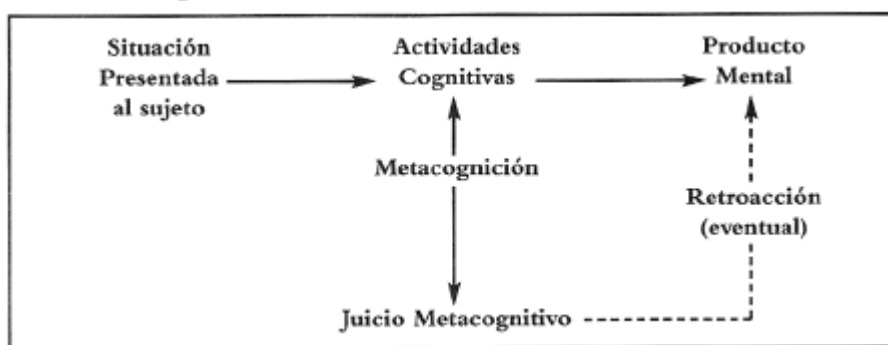 Situación
Presentada
al sujeto
Actividades
Cognitivas
Producto
Mental
Metacognición
Retroacción
(eventual)
Juicio Metacognitivo